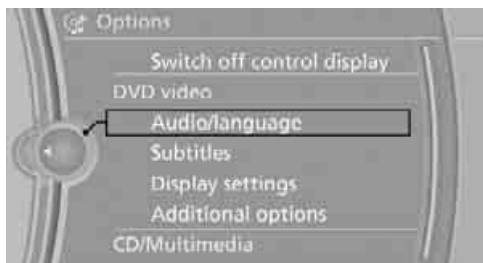 Options
Switch off control display
DVD video
Audio/language
Subtitles
Display settings
Additional options
CD/Multimedia